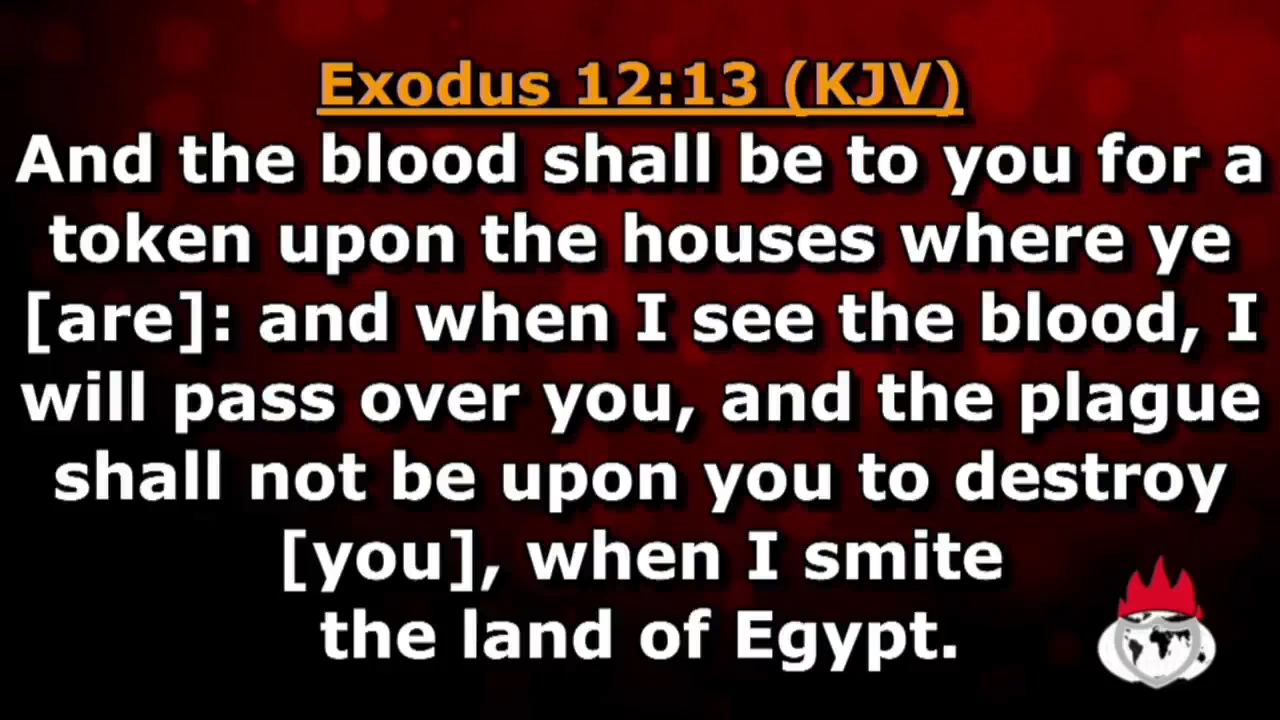 Exodus 12:13 (KJV)
And the blood shall be to you for a
token upon the houses where ye
[are]: and when I see the blood, I
will pass over you, and the plague
shall not be upon you to destroy
[you], when I smite
the land of Egypt.